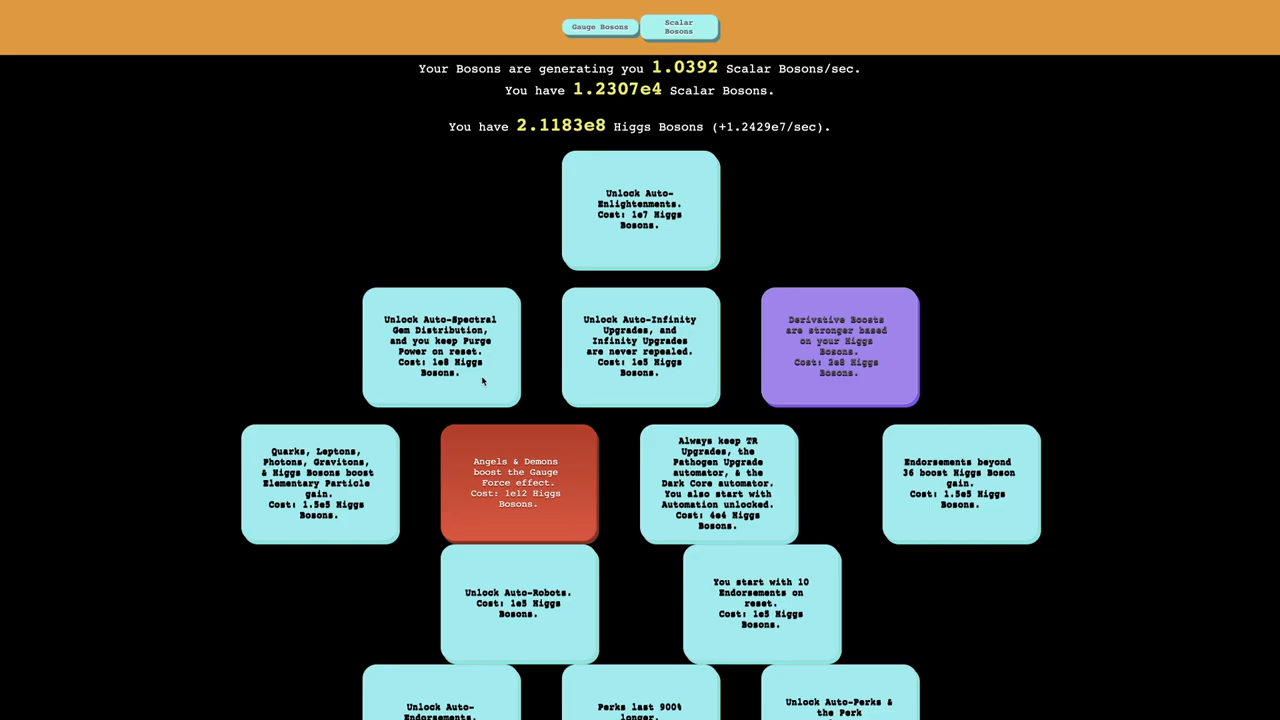 Gauge Bosons
Scalar
Bosons
Your Bosons are generating you 1.0392 Scalar Bosons/sec.
You have 1.2307e4 Scalar Bosons.
You have 2.1183e8 Higgs Bosons (+1.2429e7/sec).
Unlock Auto-
Enlightenments.
Cost: 1e7 Higgs
Bosons.
Unlock Auto-Spectral
Gem Distribution,
and you keep Purge
Power on reset.
Cost: 1e8 Higgs
Bosons.
Unlock Auto-Infinity
Upgrades, and
Infinity Upgrades
are never repealed.
Cost: 1e5 Higgs
Bosons.
Derivative Boosts
are stronger based
on your Higgs
Bosons.
Cost: 2e8 Higgs
Bosons.
Quarks, Leptons,
Photons, Gravitons,
& Higgs Bosons boost
Elementary Particle
gain.
Cost: 1.5e5 Higgs
Bosons.
Angels & Demons
boost the Gauge
Force effect.
Cost: 1e12 Higgs
Bosons.
Always keep TR
Upgrades, the
Pathogen Upgrade
automator, & the
Dark Core automator.
You also start with
Automation unlocked.
Cost: 4e4 Higgs
Bosons.
Endorsements beyond
36 boost Higgs Boson
gain.
Cost: 1.5e5 Higgs
Bosons.
Unlock Auto-Robots.
Cost: 1e5 Higgs
Bosons.
You start with 10
Endorsements on
reset.
Cost: 1e5 Higgs
Bosons.
Unlock Auto-
Endorsements.
Perks last 900%
longer.
Unlock Auto-Perks &
the Perk